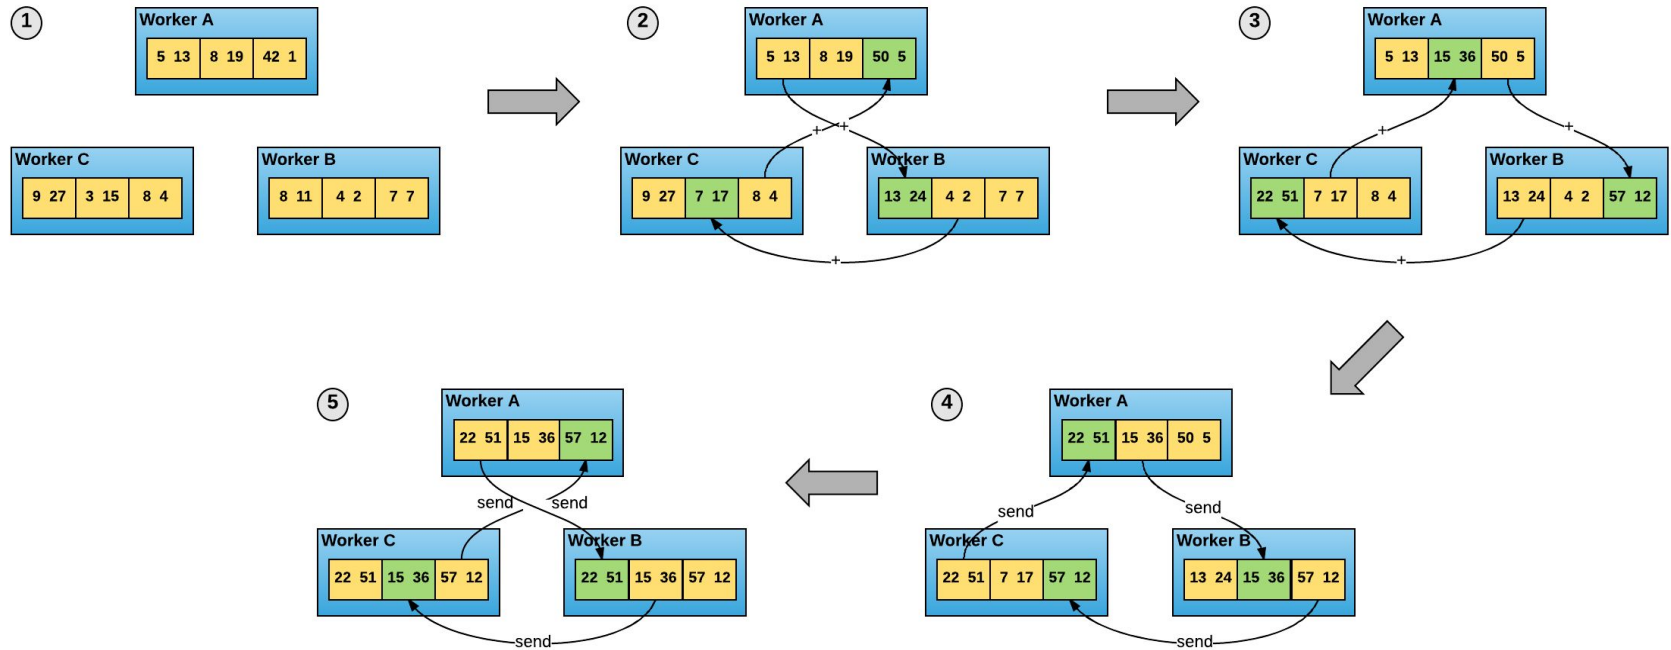 1
Worker A
5 13 8 19 42 1
Worker C
9 27 3 15 8 4
Worker B
8 11 4 2 7 7
2
Worker A
5 13 8 19 50 5
+ +
Worker C
9 27 7 17 8 4
Worker B
13 24 4 2 7 7
+
3
Worker A
5 13 15 36 50 5
+ +
Worker C
22 51 7 17 8 4
Worker B
13 24 4 2 57 12
+
4
Worker A
22 51 15 36 50 5
send send
Worker C
22 51 7 17 57 12
Worker B
13 24 15 36 57 12
send
5
Worker A
22 51 15 36 57 12
send send
Worker C
22 51 15 36 57 12
Worker B
22 51 15 36 57 12
send